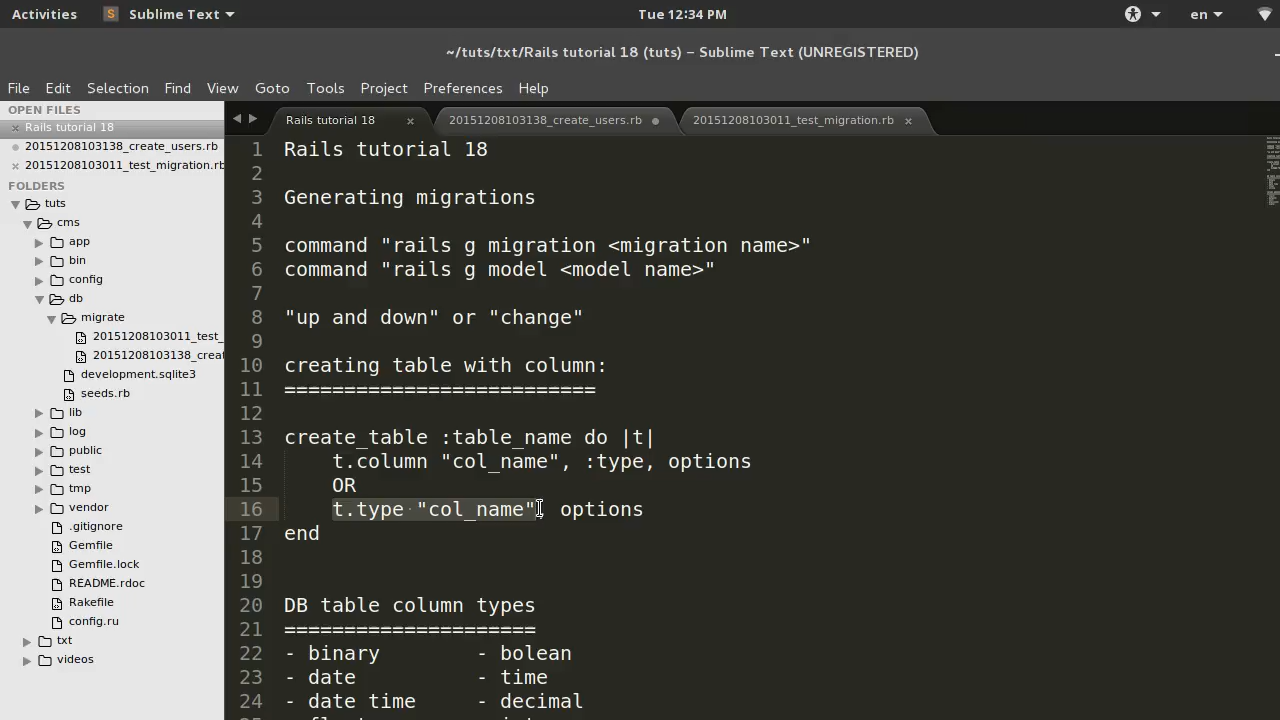 Activities S Sublime Text Tue 12:34 PM en
~/tuts/txt/Rails tutorial 18 (tuts) – Sublime Text (UNREGISTERED)
File Edit Selection Find View Goto Tools Project Preferences Help
OPEN FILES
Rails tutorial 18
20151208103138_create_users.rb
20151208103011_test_migration.rb
FOLDERS
tuts
cms
app
bin
config
db
migrate
20151208103011_test_
20151208103138_creat
development.sqlite3
seeds.rb
lib
log
public
test
tmp
vendor
.gitignore
Gemfile
Gemfile.lock
README.rdoc
Rakefile
config.ru
txt
videos
Rails tutorial 18 20151208103138_create_users.rb 20151208103011_test_migration.rb
1 Rails tutorial 18
2
3 Generating migrations
4
5 command "rails g migration <migration name>"
6 command "rails g model <model name>"
7
8 "up and down" or "change"
9
10 creating table with column:
11 ==========================
12
13 create_table :table_name do |t|
14 t.column "col_name", :type, options
15 OR
16 t.type "col_name", options
17 end
18
19
20 DB table column types
21 =====================
22 - binary - bolean
23 - date - time
24 - date time - decimal